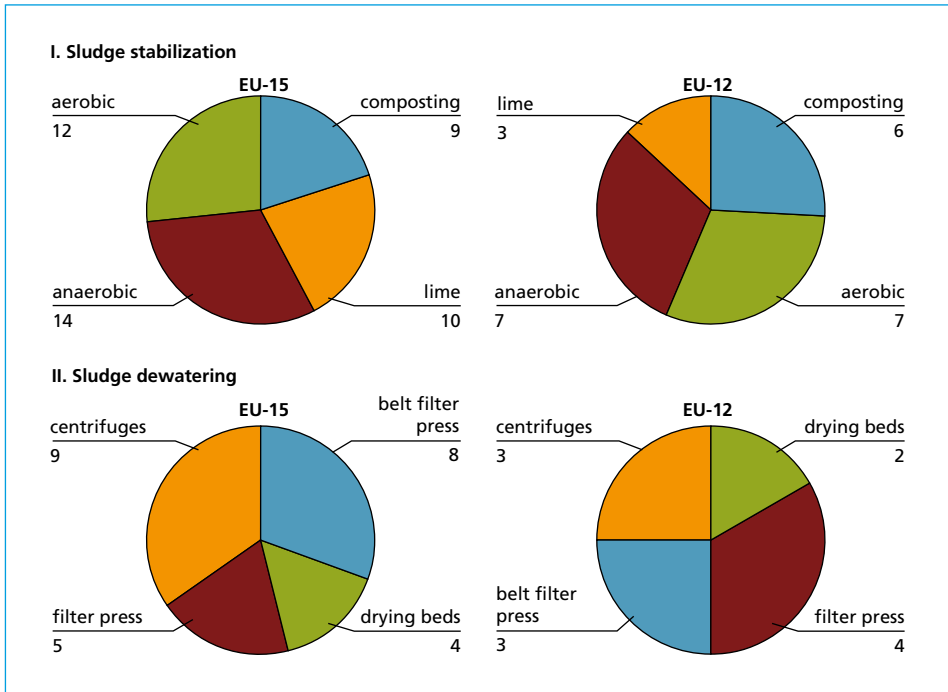 I. Sludge stabilization
EU-15
aerobic
12
composting
9
anaerobic
14
lime
10
EU-12
lime
3
composting
6
anaerobic
7
aerobic
7
II. Sludge dewatering
EU-15
centrifuges
9
belt filter
press
8
filter press
5
drying beds
4
EU-12
centrifuges
3
drying beds
2
belt filter
press
3
filter press
4